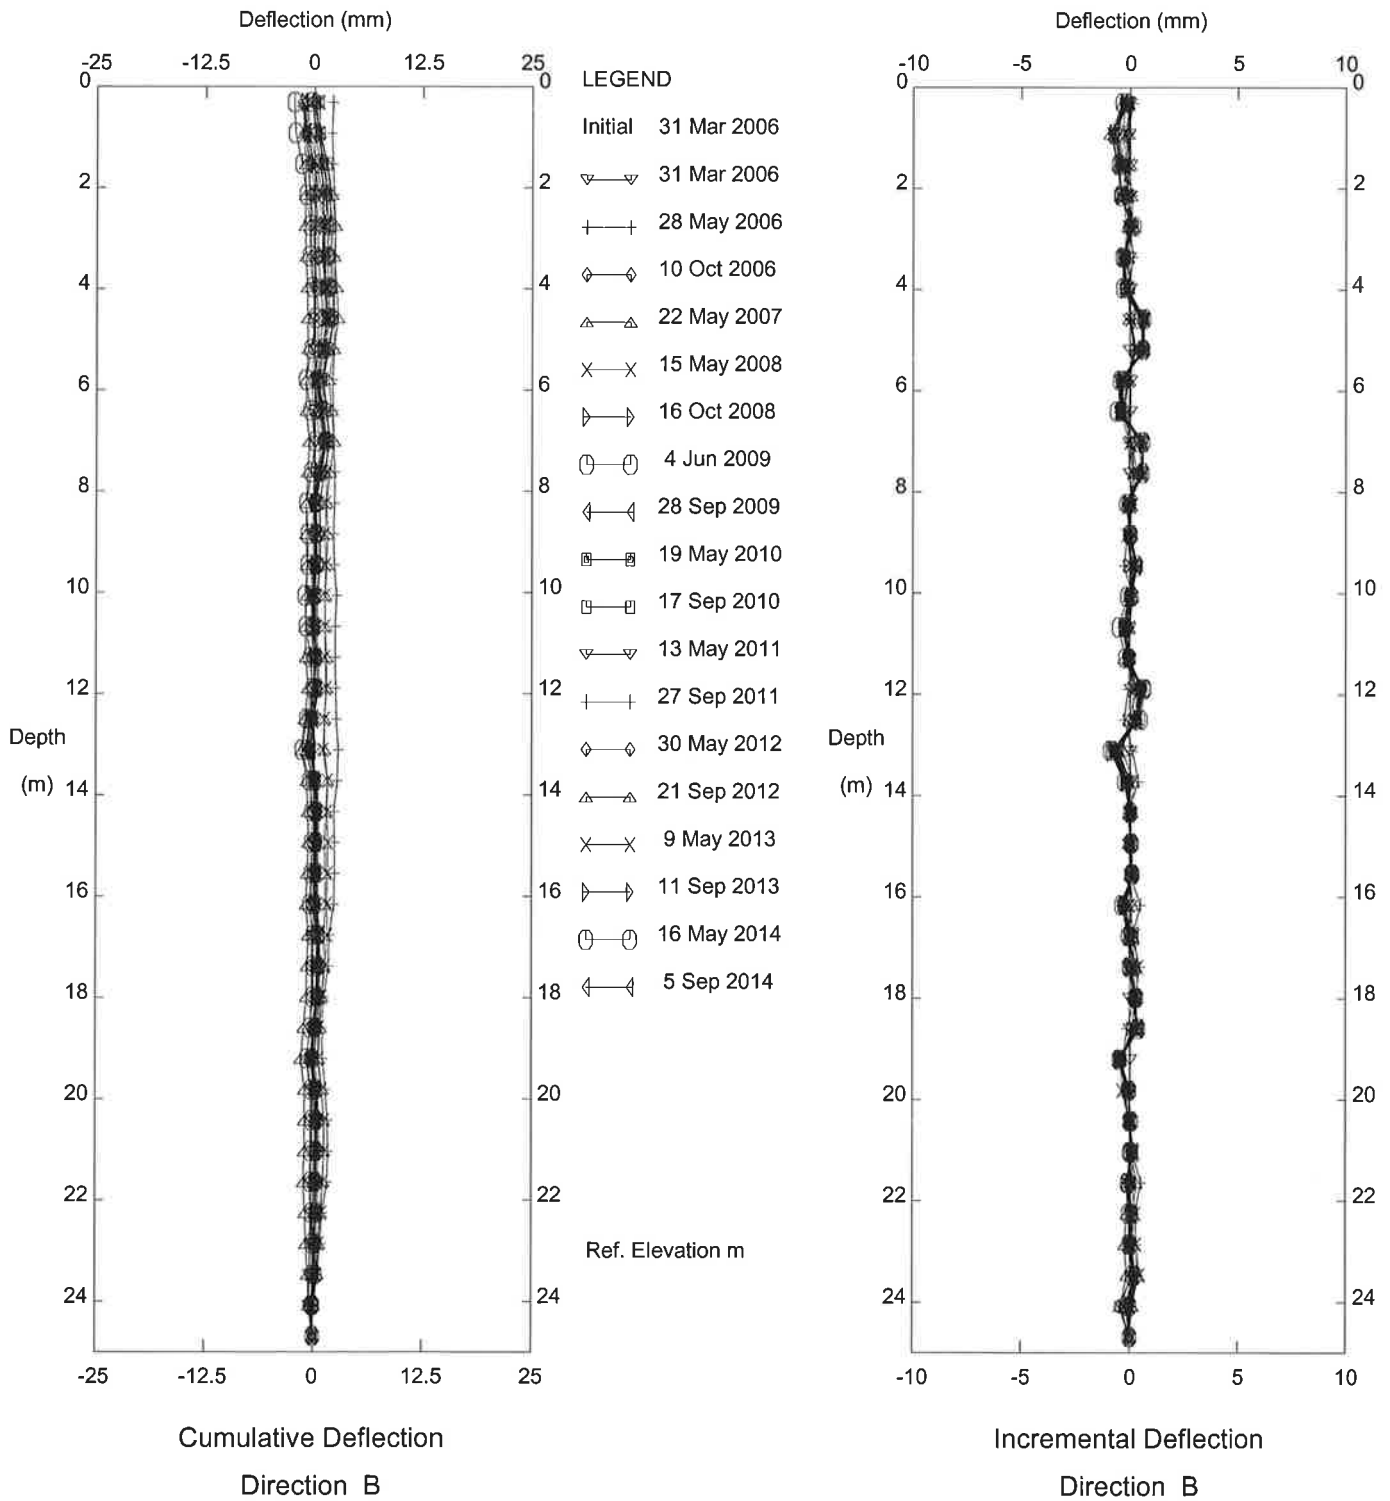 Deflection (mm)
-25 -12.5 0 12.5 25
0 0
2 2
4 4
6 6
8 8
10 10
12 12
Depth
(m)
14 14
16 16
18 18
20 20
22 22
24 24
-25 -12.5 0 12.5 25
Cumulative Deflection
Direction B
LEGEND
Initial 31 Mar 2006
31 Mar 2006
28 May 2006
10 Oct 2006
22 May 2007
15 May 2008
16 Oct 2008
4 Jun 2009
28 Sep 2009
19 May 2010
17 Sep 2010
13 May 2011
27 Sep 2011
30 May 2012
21 Sep 2012
9 May 2013
11 Sep 2013
16 May 2014
5 Sep 2014
Ref. Elevation m
Deflection (mm)
-10 -5 0 5 10
0 0
2 2
4 4
6 6
8 8
10 10
12 12
Depth
(m)
14 14
16 16
18 18
20 20
22 22
24 24
-10 -5 0 5 10
Incremental Deflection
Direction B